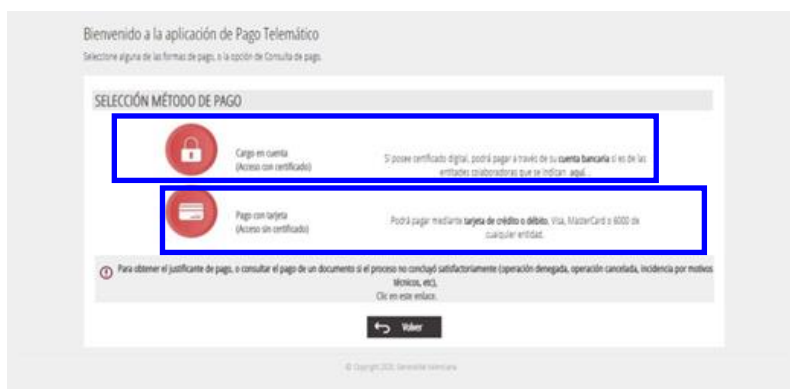 Bienvenido a la aplicación de Pago Telemático
Seleccione alguna de las formas de pago, o la opción de Consulta de pago.
SELECCIÓN MÉTODO DE PAGO
Cargo en cuenta
(Acceso con certificado)
Si posee certificado digital, podrá pagar a través de su cuenta bancaria si es de las
entidades colaboradoras que se indican aquí...
Pago con tarjeta
(Acceso sin certificado)
Podrá pagar mediante tarjeta de crédito o débito, Visa, MasterCard o 6000 de
cualquier entidad.
Para obtener el justificante de pago, o consultar el pago de un documento si el proceso no concluyó satisfactoriamente (operación denegada, operación cancelada, incidencia por motivos
técnicos, etc),
Clic en este enlace.
Volver
© Copyright 2020, Generalitat Valenciana